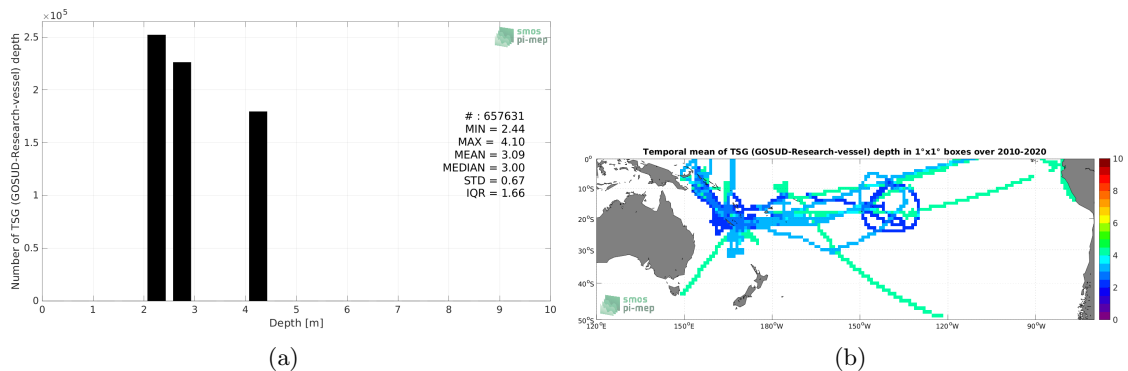 ×10⁵
2.5
2
1.5
1
0.5
0
Number of TSG (GOSUD-Research-vessel) depth
smos
pi-mep
# : 657631
MIN = 2.44
MAX = 4.10
MEAN = 3.09
MEDIAN = 3.00
STD = 0.67
IQR = 1.66
0 1 2 3 4 5 6 7 8 9 10
Depth [m]
(a)
Temporal mean of TSG (GOSUD-Research-vessel) depth in 1°x1° boxes over 2010-2020
0°
10°S
20°S
30°S
40°S
50°S
120°E 150°E 180°W 150°W 120°W 90°W
smos
pi-mep
10
8
6
4
2
0
(b)